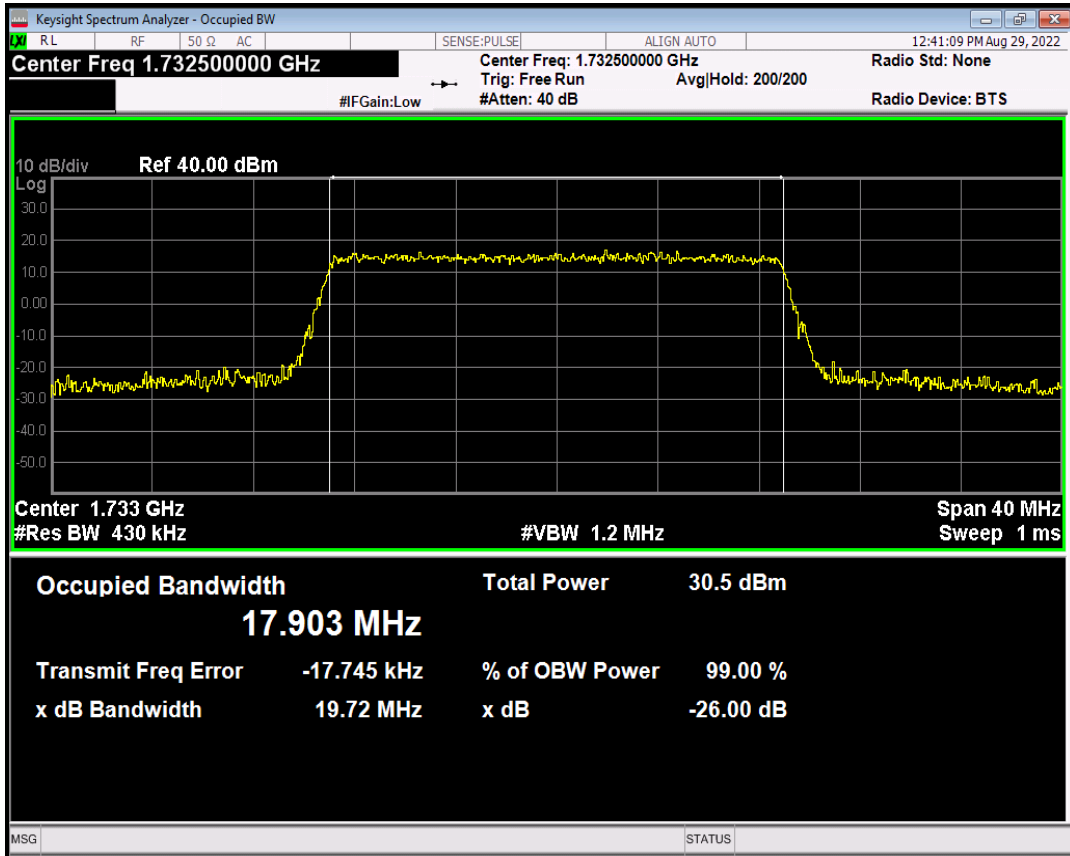 Keysight Spectrum Analyzer - Occupied BW
LXI RL RF 50 Ω AC SENSE:PULSE ALIGN AUTO 12:41:09 PM Aug 29, 2022
Center Freq 1.732500000 GHz Center Freq: 1.732500000 GHz Radio Std: None
Trig: Free Run Avg|Hold: 200/200
#IFGain:Low #Atten: 40 dB Radio Device: BTS
10 dB/div Ref 40.00 dBm
Log
30.0
20.0
10.0
0.00
-10.0
-20.0
-30.0
-40.0
-50.0
Center 1.733 GHz Span 40 MHz
#Res BW 430 kHz #VBW 1.2 MHz Sweep 1 ms
Occupied Bandwidth Total Power 30.5 dBm
17.903 MHz
Transmit Freq Error -17.745 kHz % of OBW Power 99.00 %
x dB Bandwidth 19.72 MHz x dB -26.00 dB
MSG STATUS